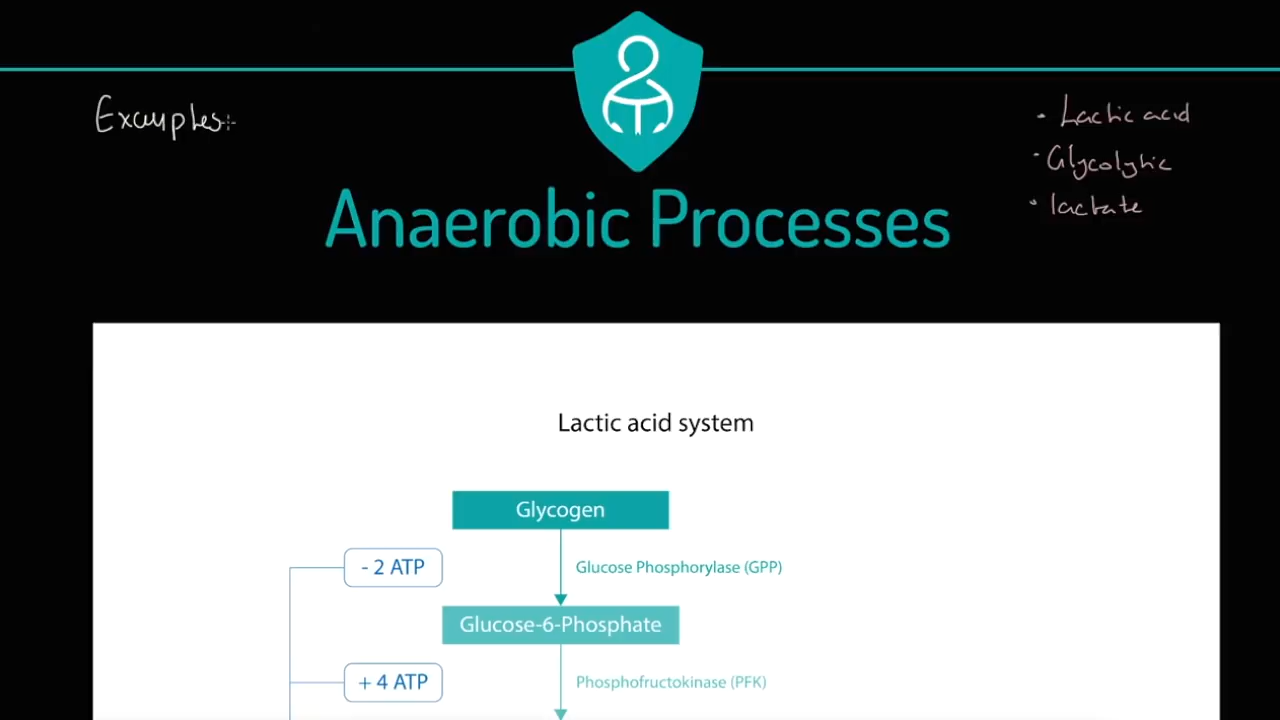 Examples:
• Lactic acid
• Glycolytic
• lactate
Anaerobic Processes
Lactic acid system
Glycogen
- 2 ATP
Glucose Phosphorylase (GPP)
Glucose-6-Phosphate
+ 4 ATP
Phosphofructokinase (PFK)